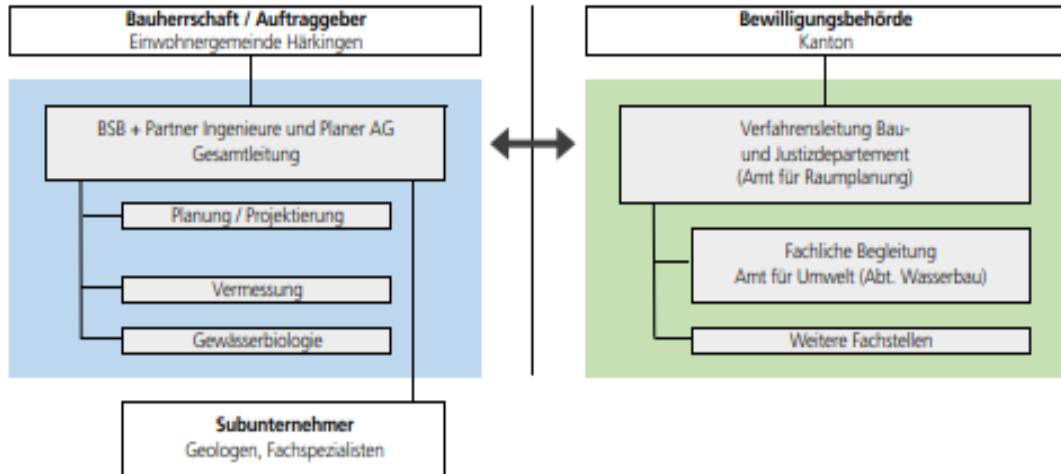 Bauherrschaft / Auftraggeber
Einwohnergemeinde Härkingen
BSB + Partner Ingenieure und Planer AG
Gesamtleitung
Planung / Projektierung
Vermessung
Gewässerbiologie
Subunternehmer
Geologen, Fachspezialisten
Bewilligungsbehörde
Kanton
Verfahrensleitung Bau-
und Justizdepartement
(Amt für Raumplanung)
Fachliche Begleitung
Amt für Umwelt (Abt. Wasserbau)
Weitere Fachstellen